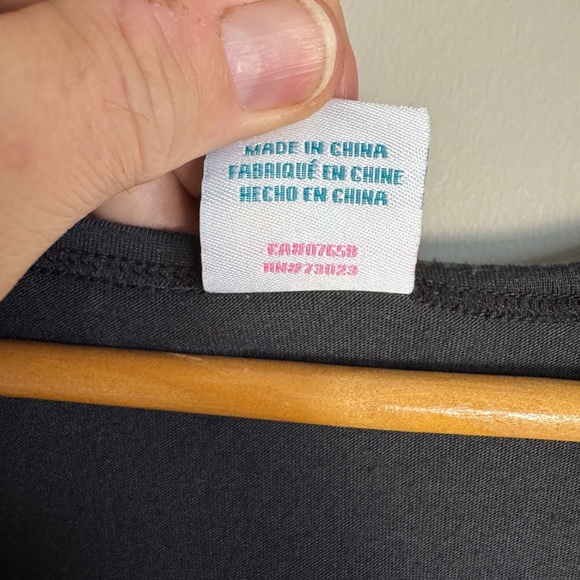 MADE IN CHINA
FABRIQUÉ EN CHINE
HECHO EN CHINA
CA#07658
RN#73023